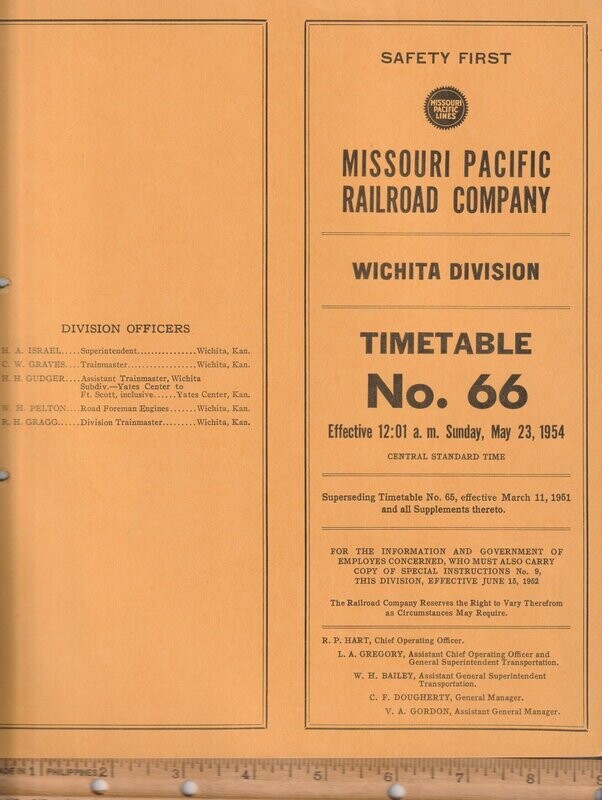 DIVISION OFFICERS
H. A. ISRAEL.....Superintendent...............Wichita, Kan.
C. W. GRAVES....Trainmaster.................Wichita, Kan.
H. H. GUDGER....Assistant Trainmaster, Wichita
Subdiv.—Yates Center to
Ft. Scott, inclusive......Yates Center, Kan.
W. H. PELTON....Road Foreman Engines.......Wichita, Kan.
R. H. GRAGG.....Division Trainmaster.........Wichita, Kan.
SAFETY FIRST
MISSOURI
PACIFIC
LINES
MISSOURI PACIFIC
RAILROAD COMPANY
WICHITA DIVISION
TIMETABLE
No. 66
Effective 12:01 a. m. Sunday, May 23, 1954
CENTRAL STANDARD TIME
Superseding Timetable No. 65, effective March 11, 1951
and all Supplements thereto.
FOR THE INFORMATION AND GOVERNMENT OF
EMPLOYES CONCERNED, WHO MUST ALSO CARRY
COPY OF SPECIAL INSTRUCTIONS No. 9,
THIS DIVISION, EFFECTIVE JUNE 15, 1952
The Railroad Company Reserves the Right to Vary Therefrom
as Circumstances May Require.
R. P. HART, Chief Operating Officer.
L. A. GREGORY, Assistant Chief Operating Officer and
General Superintendent Transportation.
W. H. BAILEY, Assistant General Superintendent
Transportation.
C. F. DOUGHERTY, General Manager.
V. A. GORDON, Assistant General Manager.
1 PHILIPPINES 2 3 4 5 6 7 8